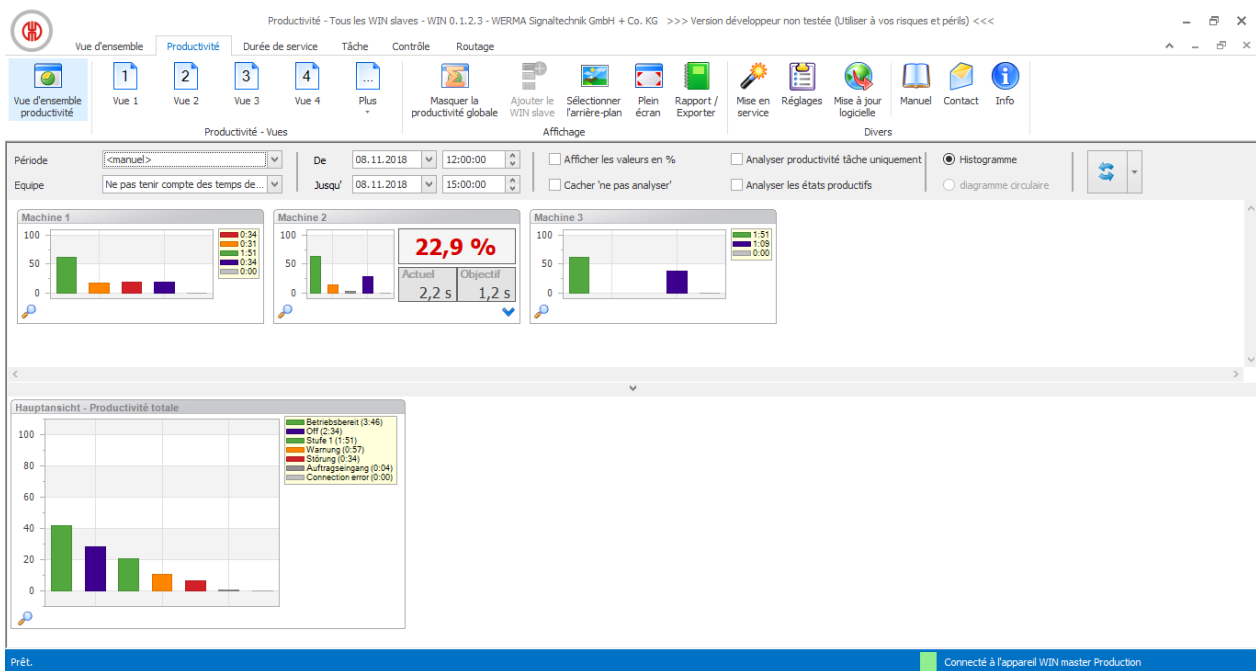 Productivité - Tous les WIN slaves - WIN 0.1.2.3 - WERMA Signaltechnik GmbH + Co. KG >>> Version développeur non testée (Utiliser à vos risques et périls) <<<
Vue d'ensemble Productivité Durée de service Tâche Contrôle Routage
1 2 3 4 ...
Vue d'ensemble productivité Vue 1 Vue 2 Vue 3 Vue 4 Plus Masquer la productivité globale Ajouter le WIN slave Sélectionner l'arrière-plan Plein écran Rapport / Exporter Mise en service Réglages Mise à jour logicielle Manuel Contact Info
Productivité - Vues Affichage Divers
Période <manuel> De 08.11.2018 12:00:00 Afficher les valeurs en % Analyser productivité tâche uniquement Histogramme
Equipe Ne pas tenir compte des temps de... Jusqu' 08.11.2018 15:00:00 Cacher 'ne pas analyser' Analyser les états productifs diagramme circulaire
Machine 1
100
50
0
0:34
0:31
1:51
0:34
0:00
Machine 2
100
50
0
22,9 %
Actuel Objectif
2,2 s 1,2 s
Machine 3
100
50
0
1:51
1:09
0:00
Hauptansicht - Productivité totale
100
80
60
40
20
0
Betriebsbereit (3:46)
Off (2:34)
Stufe 1 (1:51)
Warnung (0:57)
Störung (0:34)
Auftragseingang (0:04)
Connection error (0:00)
Prêt. Connecté à l'appareil WIN master Production